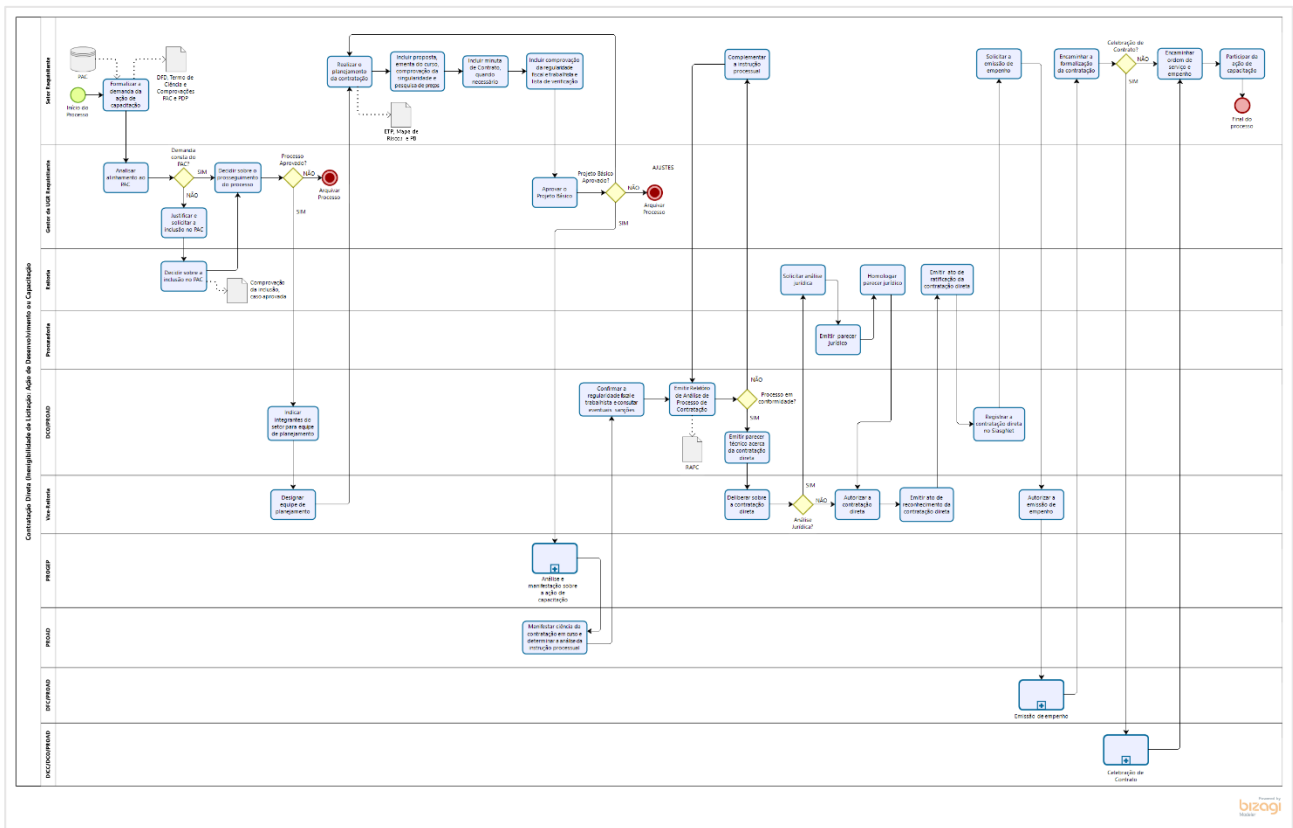 Contratação Direta (Inexigibilidade de Licitação): Ação de Desenvolvimento ou Capacitação
Setor Requisitante
PAC
DFD, Termo de
Ciência e
Comprovações
PAC e PDP
Início do
Processo
Formalizar a
demanda da
ação de
capacitação
Realizar o
planejamento
da contratação
ETP, Mapa de
Riscos e PB
Incluir proposta,
ementa do curso,
comprovação da
singularidade e
pesquisa de preços
Incluir minuta
de Contrato,
quando
necessário
Incluir comprovação
da regularidade
fiscal e trabalhista e
lista de verificação
Complementar
a instrução
processual
Solicitar a
emissão de
empenho
Encaminhar a
formalização
da contratação
Celebração de
Contrato?
NÃO
SIM
Encaminhar
ordem de
serviço e
empenho
Participar da
ação de
capacitação
Final do
processo
Gestor da UGR Requisitante
Analisar
alinhamento ao
PAC
Demanda
consta do
PAC?
SIM
NÃO
Decidir sobre o
prosseguimento
do processo
Processo
Aprovado?
NÃO
SIM
Arquivar
Processo
Justificar e
solicitar a
inclusão no PAC
Aprovar o
Projeto Básico
Projeto Básico
Aprovado?
AJUSTES
NÃO
SIM
Arquivar
Processo
Reitoria
Decidir sobre a
inclusão no PAC
Comprovação
da inclusão,
caso aprovada
Solicitar análise
jurídica
Homologar
parecer jurídico
Emitir ato de
ratificação da
contratação direta
Procuradoria
Emitir parecer
jurídico
DCO/PROAD
Indicar
integrantes do
setor para equipe
de planejamento
Confirmar a
regularidade fiscal e
trabalhista e consultar
eventuais sanções
Emitir Relatório
de Análise de
Processo de
Contratação
RAPC
NÃO
Processo em
conformidade?
SIM
Emitir parecer
técnico acerca
da contratação
direta
Registrar a
contratação direta
no SiasgNet
Vice-Reitoria
Designar
equipe de
planejamento
Deliberar sobre
a contratação
direta
SIM
NÃO
Análise
Jurídica?
Autorizar a
contratação
direta
Emitir ato de
reconhecimento da
contratação direta
Autorizar a
emissão de
empenho
PROGEP
Análise e
manifestação sobre
a ação de
capacitação
PROAD
Manifestar ciência da
contratação em curso e
determinar a análise da
instrução processual
DFC/PROAD
Emissão de empenho
DICC/DCO/PROAD
Celebração de
Contrato
Powered by
bizagi
Modeler